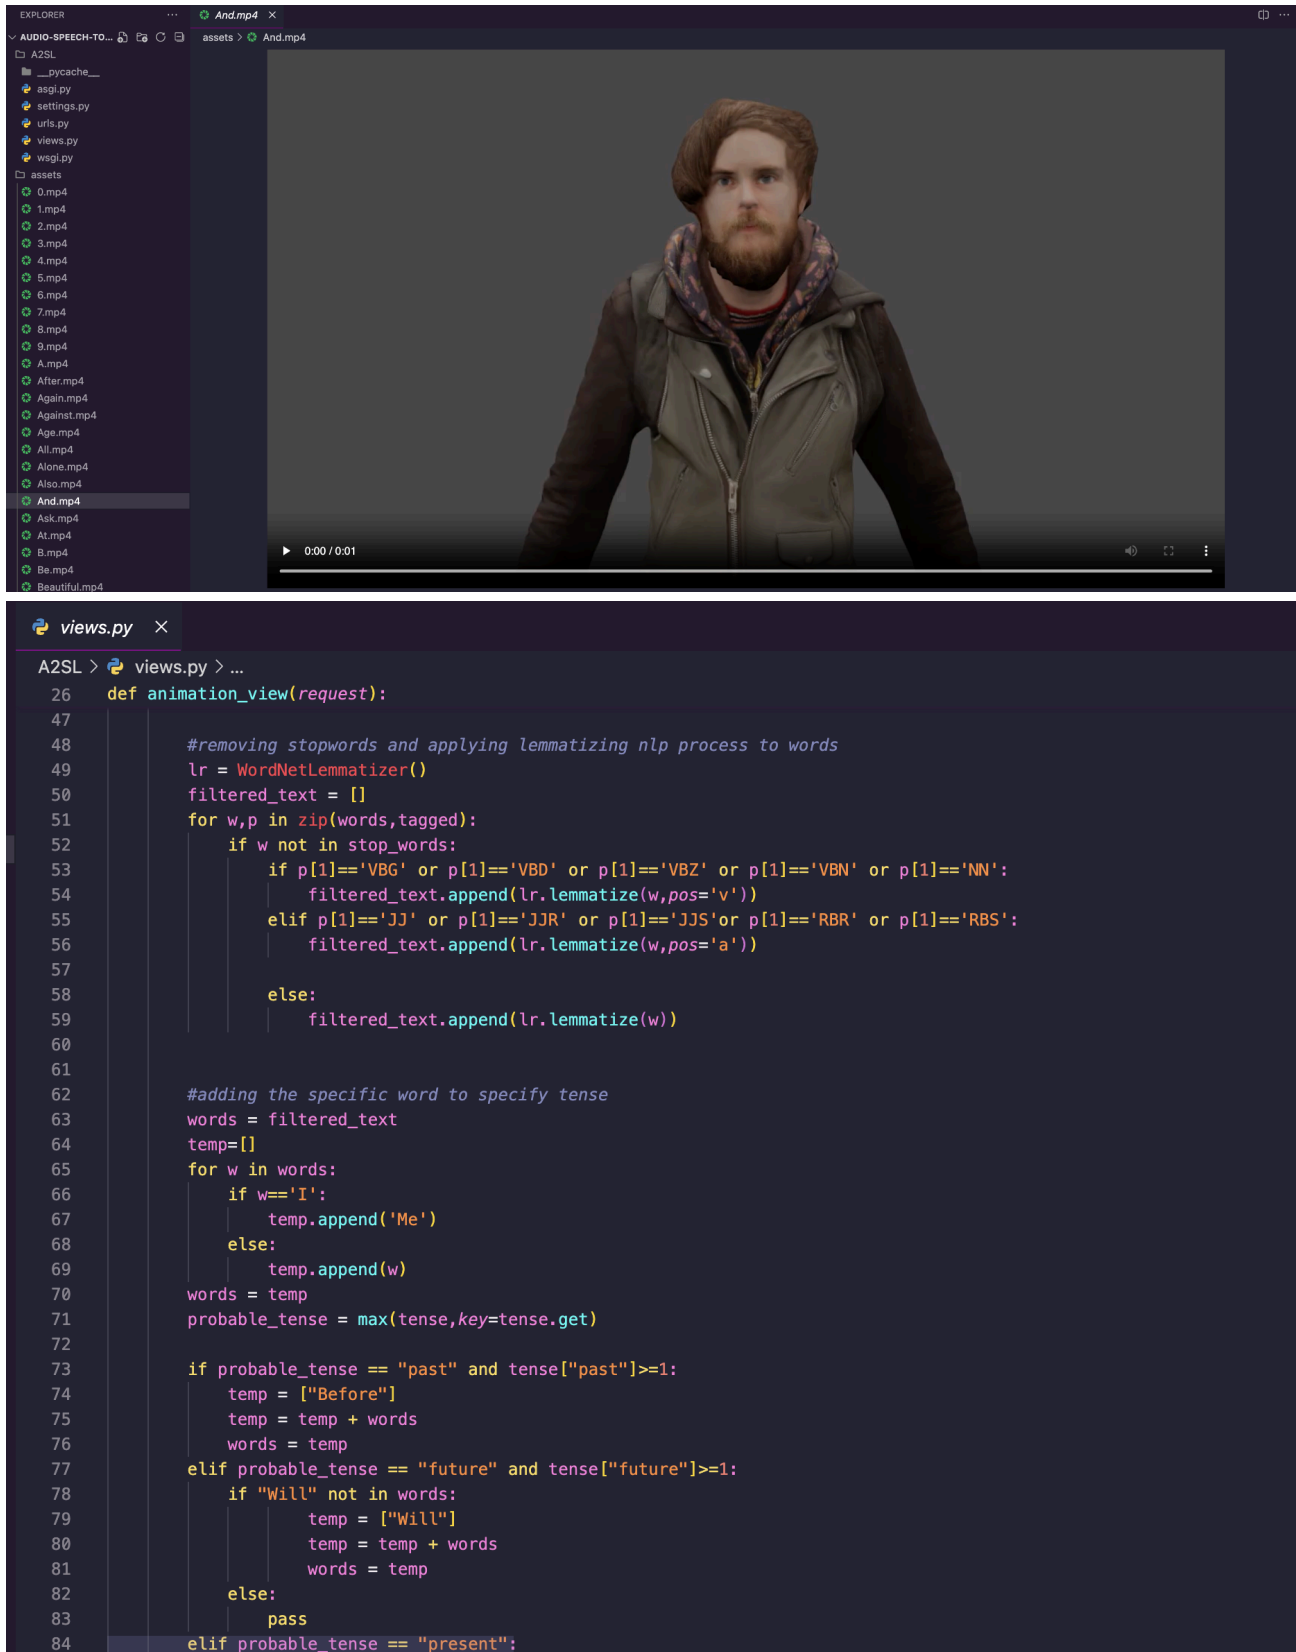 EXPLORER ... And.mp4 × ...
AUDIO-SPEECH-TO... assets > And.mp4
A2SL
__pycache__
asgi.py
settings.py
urls.py
views.py
wsgi.py
assets
0.mp4
1.mp4
2.mp4
3.mp4
4.mp4
5.mp4
6.mp4
7.mp4
8.mp4
9.mp4
A.mp4
After.mp4
Again.mp4
Against.mp4
Age.mp4
All.mp4
Alone.mp4
Also.mp4
And.mp4
Ask.mp4
At.mp4
B.mp4
Be.mp4
Beautiful.mp4
0:00 / 0:01
views.py ×
A2SL > views.py > ...
26 def animation_view(request):
47
48 #removing stopwords and applying lemmatizing nlp process to words
49 lr = WordNetLemmatizer()
50 filtered_text = []
51 for w,p in zip(words,tagged):
52 if w not in stop_words:
53 if p[1]=='VBG' or p[1]=='VBD' or p[1]=='VBZ' or p[1]=='VBN' or p[1]=='NN':
54 filtered_text.append(lr.lemmatize(w,pos='v'))
55 elif p[1]=='JJ' or p[1]=='JJR' or p[1]=='JJS'or p[1]=='RBR' or p[1]=='RBS':
56 filtered_text.append(lr.lemmatize(w,pos='a'))
57
58 else:
59 filtered_text.append(lr.lemmatize(w))
60
61
62 #adding the specific word to specify tense
63 words = filtered_text
64 temp=[]
65 for w in words:
66 if w=='I':
67 temp.append('Me')
68 else:
69 temp.append(w)
70 words = temp
71 probable_tense = max(tense,key=tense.get)
72
73 if probable_tense == "past" and tense["past"]>=1:
74 temp = ["Before"]
75 temp = temp + words
76 words = temp
77 elif probable_tense == "future" and tense["future"]>=1:
78 if "Will" not in words:
79 temp = ["Will"]
80 temp = temp + words
81 words = temp
82 else:
83 pass
84 elif probable_tense == "present":